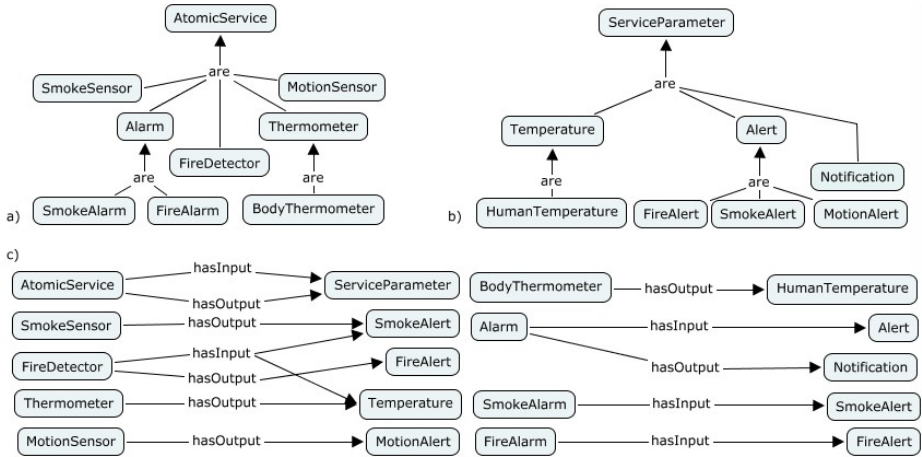 AtomicService
are
SmokeSensor
MotionSensor
Alarm
Thermometer
FireDetector
are
are
SmokeAlarm
FireAlarm
BodyThermometer
a)
ServiceParameter
are
Temperature
Alert
Notification
are
are
HumanTemperature
FireAlert
SmokeAlert
MotionAlert
b)
c)
AtomicService
hasInput
hasOutput
ServiceParameter
SmokeSensor
hasOutput
SmokeAlert
FireDetector
hasInput
hasOutput
FireAlert
Thermometer
hasOutput
Temperature
MotionSensor
hasOutput
MotionAlert
BodyThermometer
hasOutput
HumanTemperature
Alarm
hasInput
Alert
hasOutput
Notification
SmokeAlarm
hasInput
SmokeAlert
FireAlarm
hasInput
FireAlert